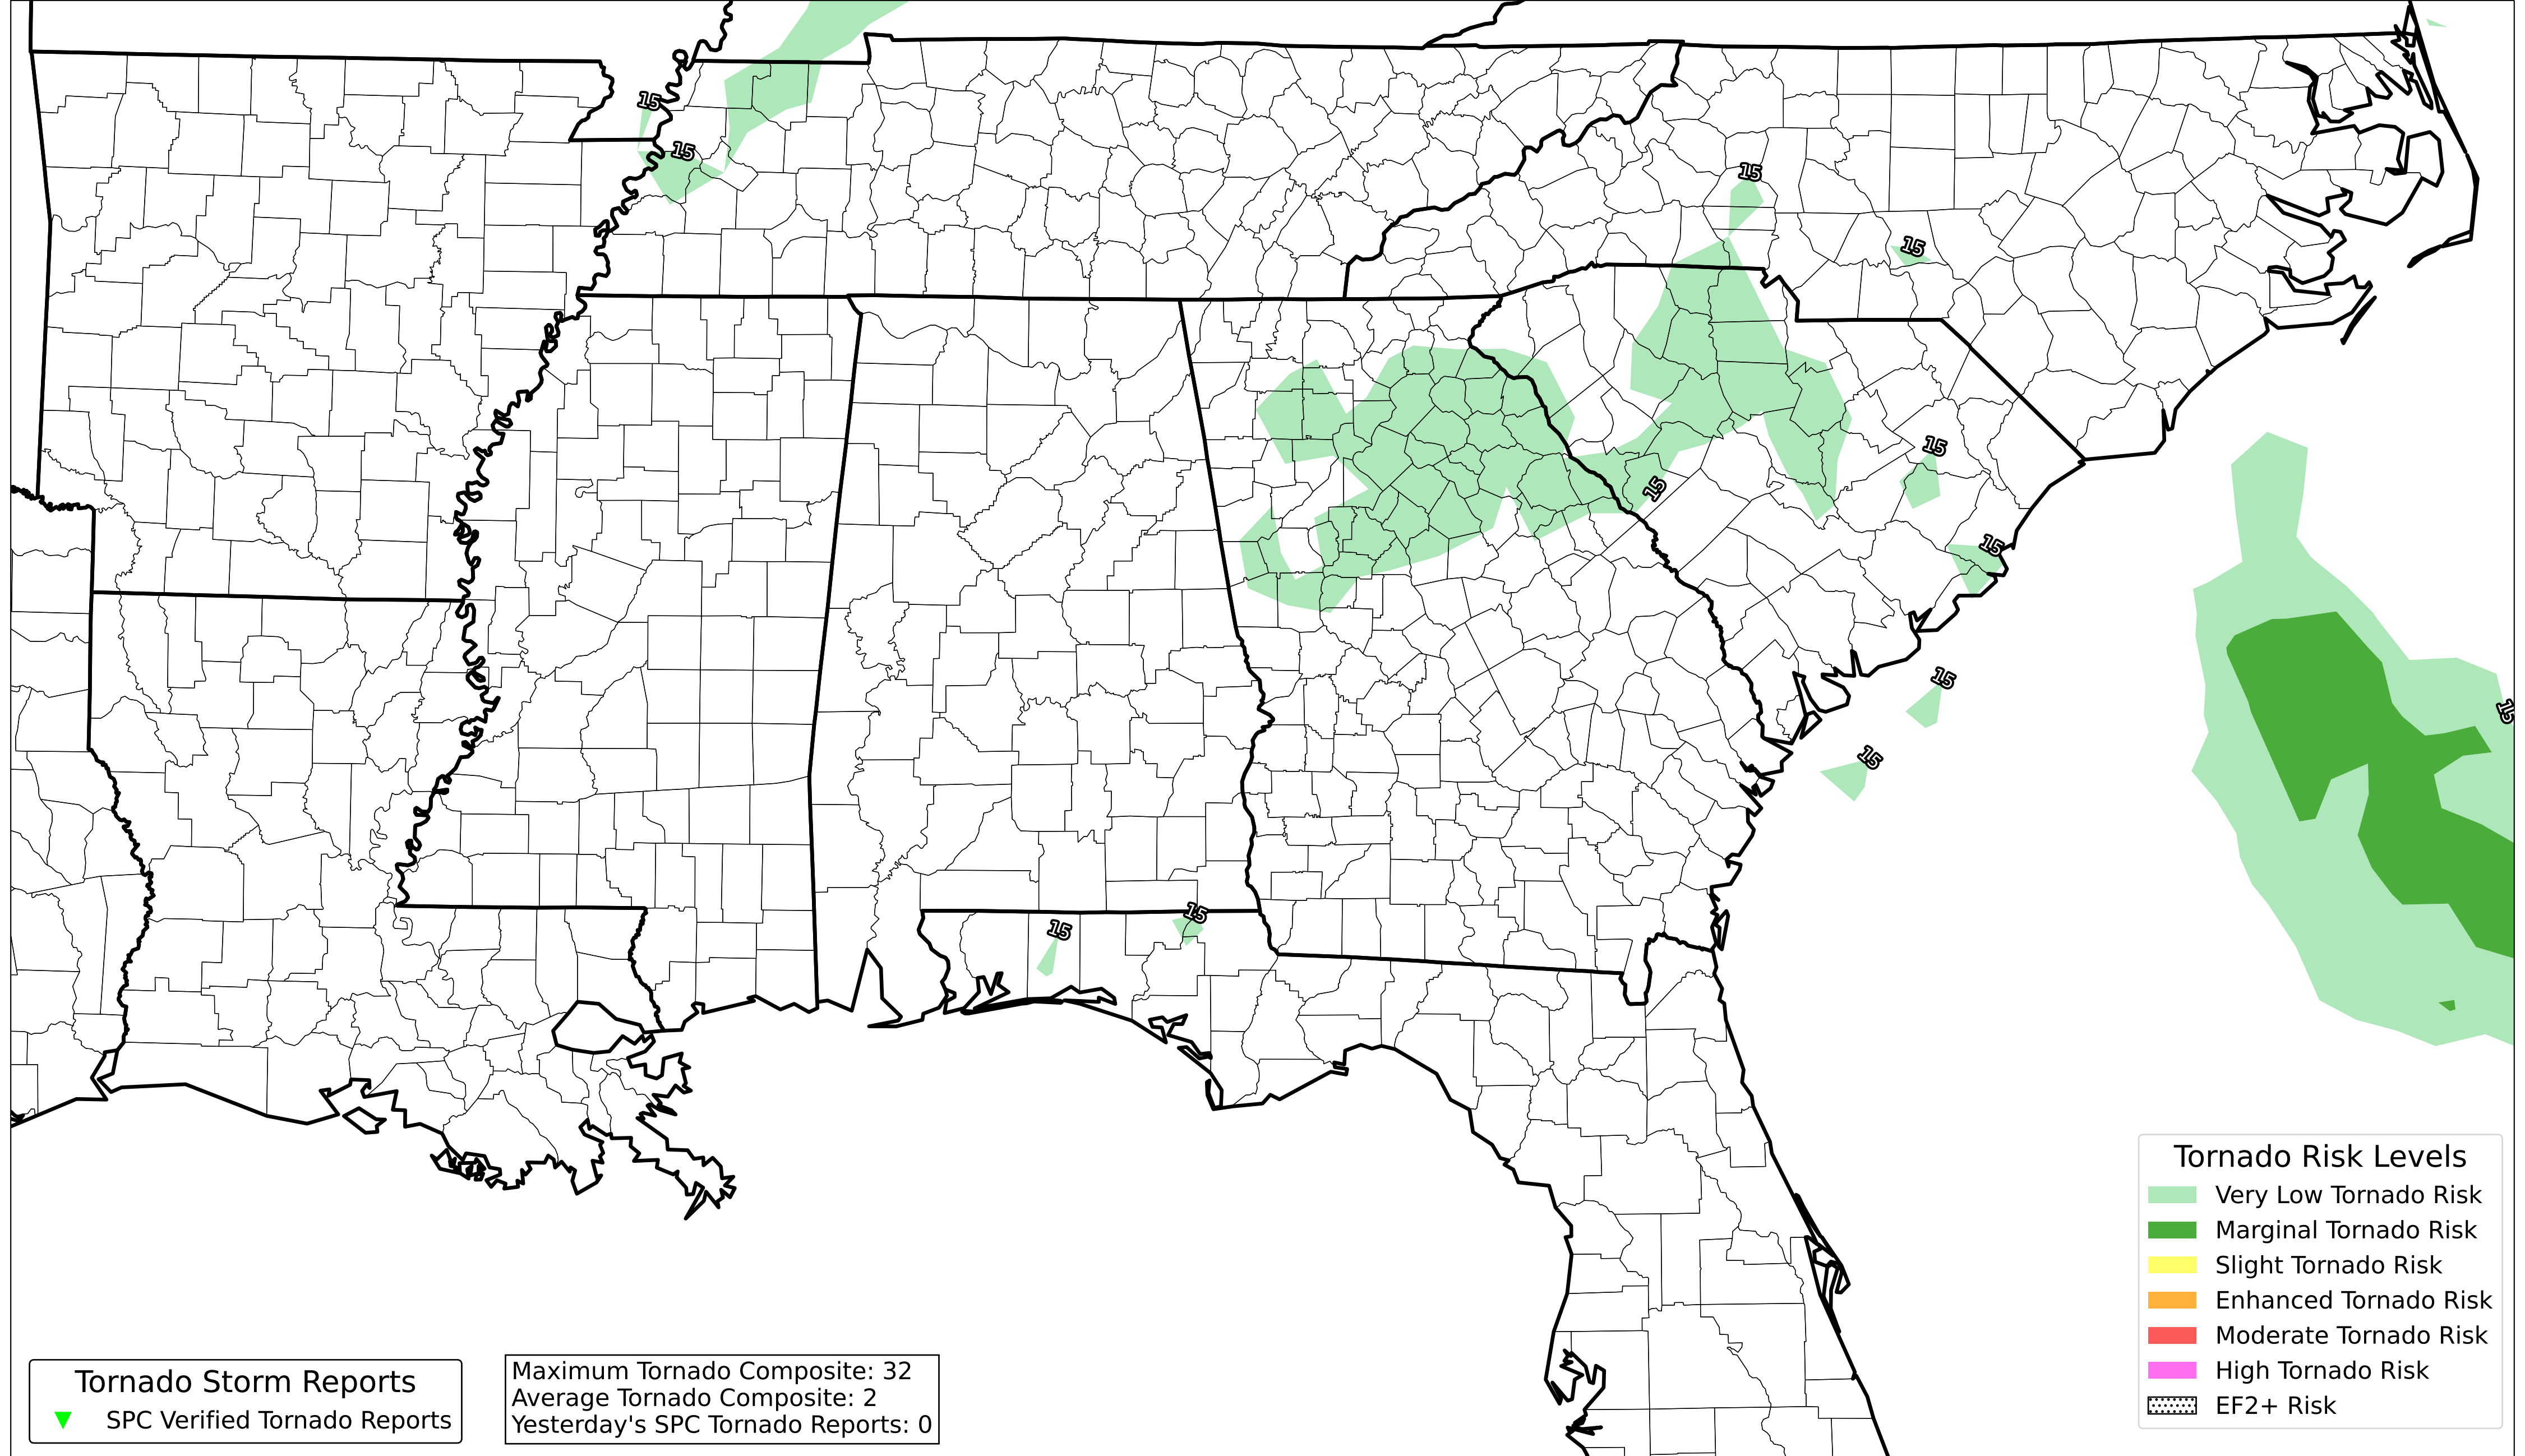 15
15
15
15
15
15
15
15
15
15
15
15
Tornado Risk Levels
Very Low Tornado Risk
Marginal Tornado Risk
Slight Tornado Risk
Enhanced Tornado Risk
Moderate Tornado Risk
High Tornado Risk
EF2+ Risk
Tornado Storm Reports
SPC Verified Tornado Reports
Maximum Tornado Composite: 32
Average Tornado Composite: 2
Yesterday's SPC Tornado Reports: 0